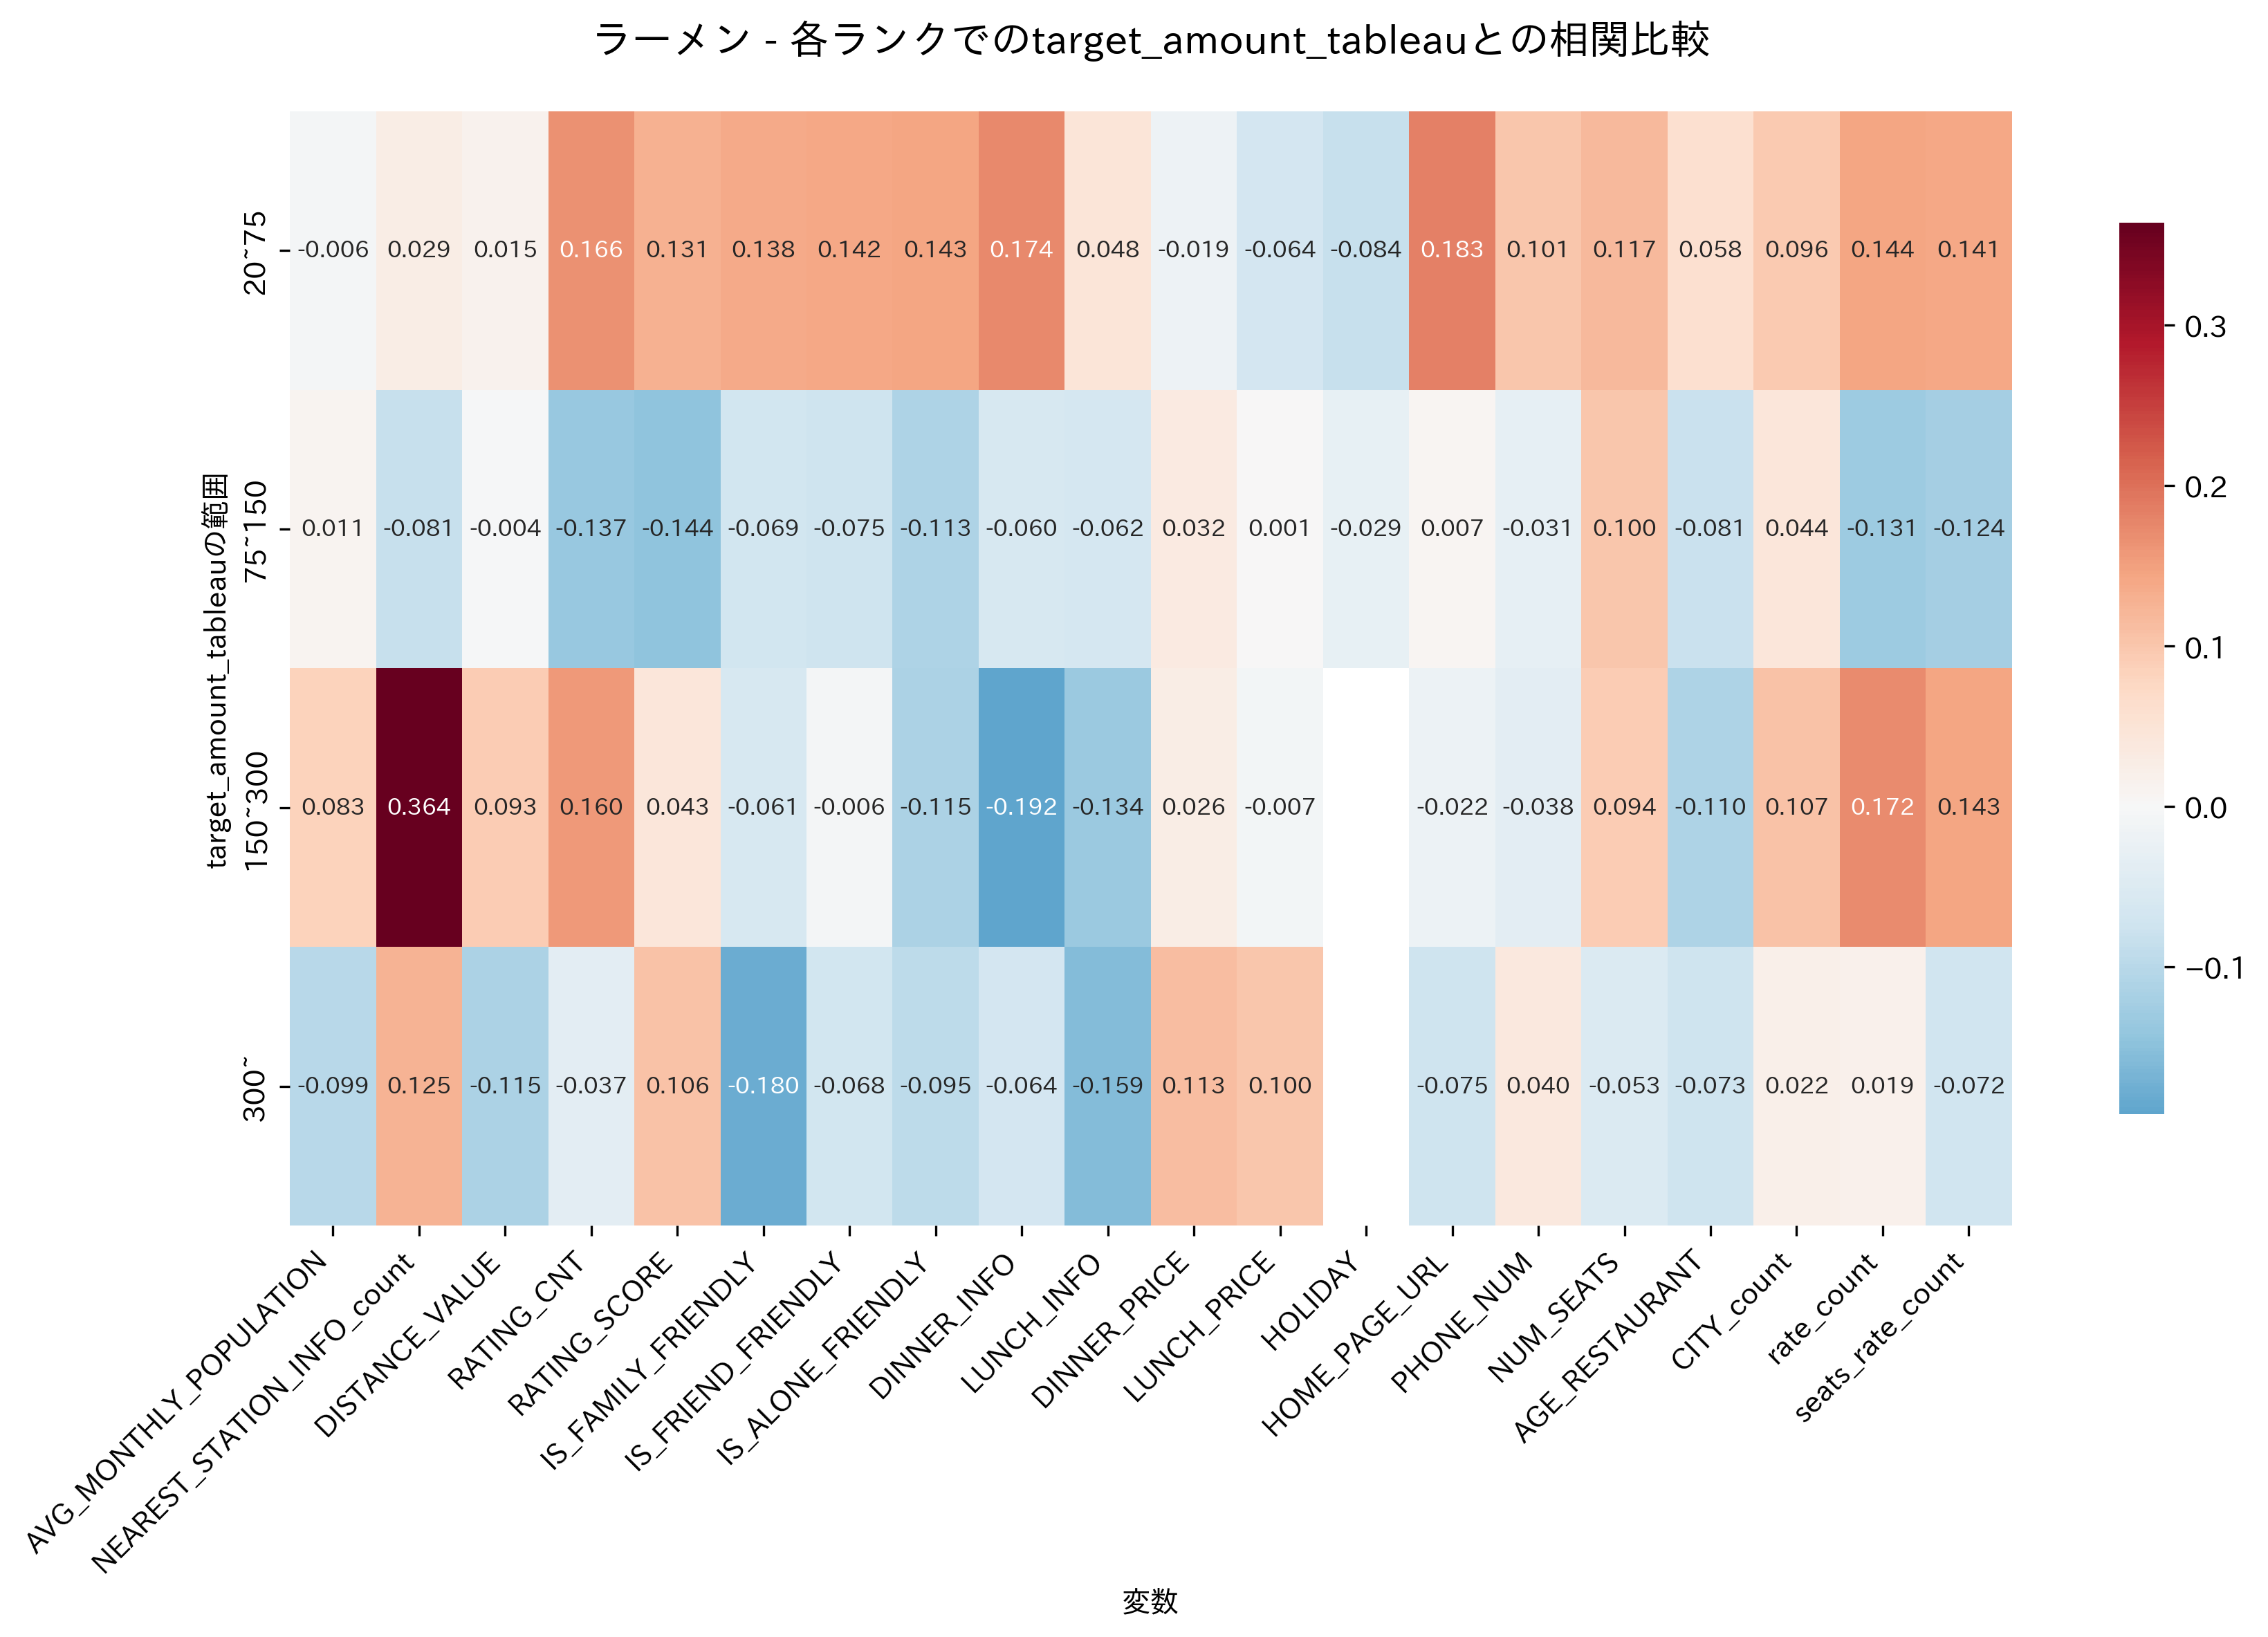 ラーメン - 各ランクでのtarget_amount_tableauとの相関比較
target_amount_tableauの範囲
20~75
-0.006 0.029 0.015 0.166 0.131 0.138 0.142 0.143 0.174 0.048 -0.019 -0.064 -0.084 0.183 0.101 0.117 0.058 0.096 0.144 0.141
75~150
0.011 -0.081 -0.004 -0.137 -0.144 -0.069 -0.075 -0.113 -0.060 -0.062 0.032 0.001 -0.029 0.007 -0.031 0.100 -0.081 0.044 -0.131 -0.124
150~300
0.083 0.364 0.093 0.160 0.043 -0.061 -0.006 -0.115 -0.192 -0.134 0.026 -0.007 -0.022 -0.038 0.094 -0.110 0.107 0.172 0.143
300~
-0.099 0.125 -0.115 -0.037 0.106 -0.180 -0.068 -0.095 -0.064 -0.159 0.113 0.100 -0.075 0.040 -0.053 -0.073 0.022 0.019 -0.072
AVG_MONTHLY_POPULATION
NEAREST_STATION_INFO_count
DISTANCE_VALUE
RATING_CNT
RATING_SCORE
IS_FAMILY_FRIENDLY
IS_FRIEND_FRIENDLY
IS_ALONE_FRIENDLY
DINNER_INFO
LUNCH_INFO
DINNER_PRICE
LUNCH_PRICE
HOLIDAY
HOME_PAGE_URL
PHONE_NUM
NUM_SEATS
AGE_RESTAURANT
CITY_count
rate_count
seats_rate_count
変数
0.3
0.2
0.1
0.0
−0.1